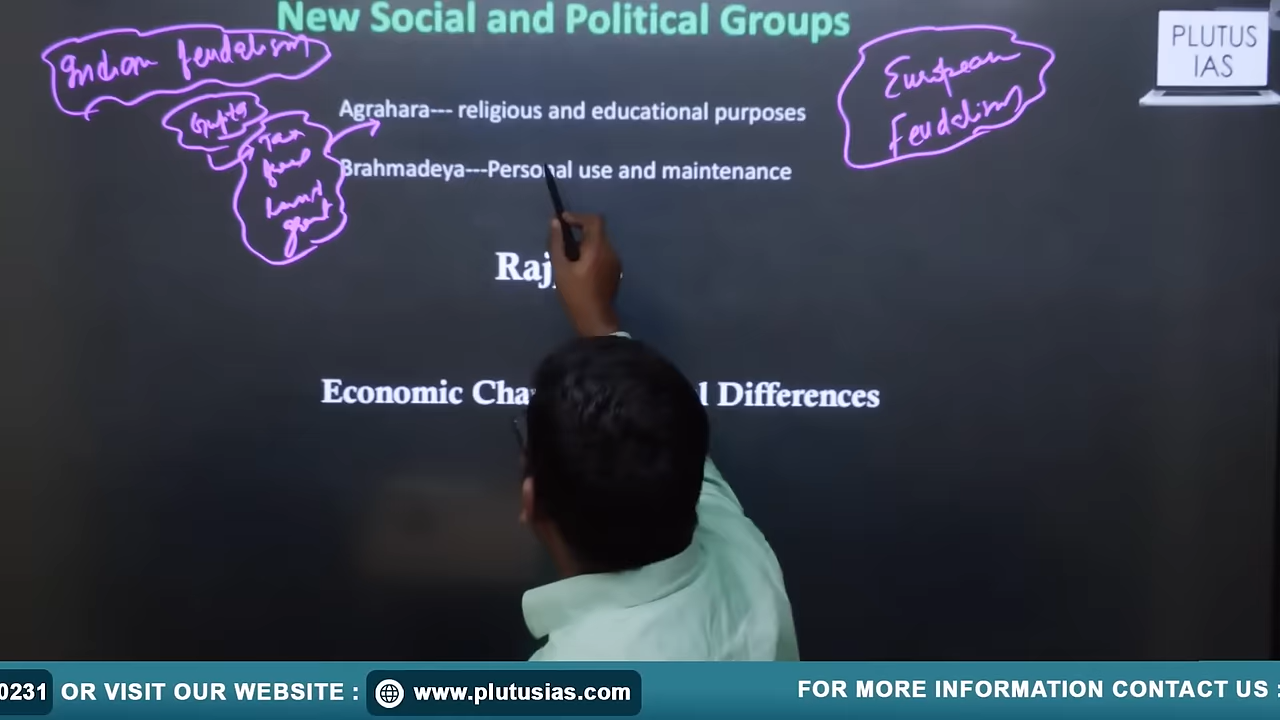 New Social and Political Groups
PLUTUS
IAS
Indian feudalism
European
Feudalism
Gupta
Agrahara--- religious and educational purposes
Tax
free
Land
grant
Brahmadeya---Personal use and maintenance
Economic Differences
0231 OR VISIT OUR WEBSITE : www.plutusias.com FOR MORE INFORMATION CONTACT US :